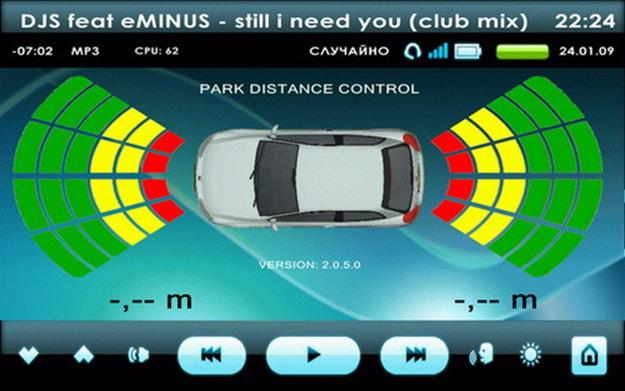 DJS feat eMINUS - still i need you (club mix) 22:24
-07:02 MP3 CPU: 62 СЛУЧАЙНО 24.01.09
PARK DISTANCE CONTROL
VERSION: 2.0.5.0
-,-- m -,-- m